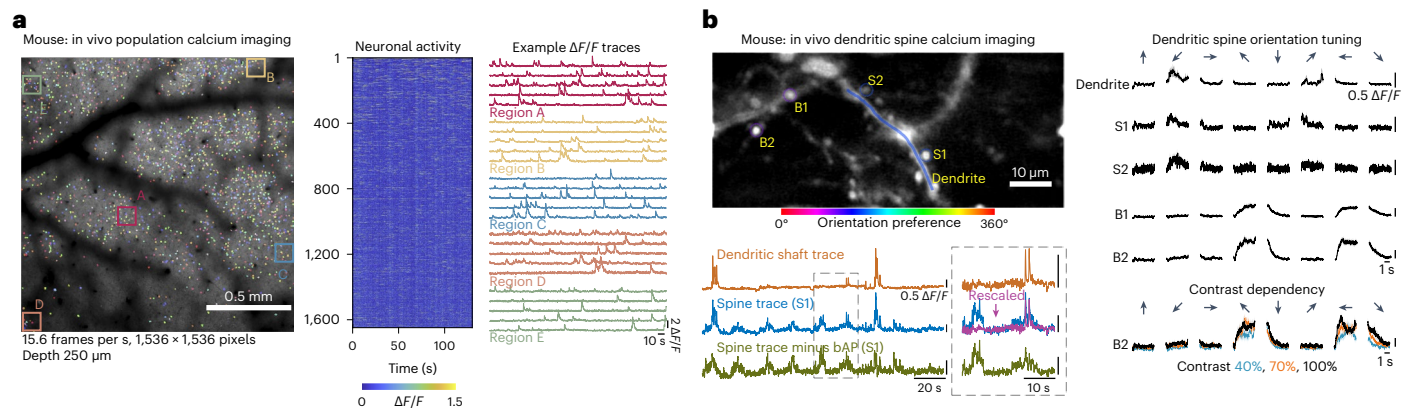 a
Mouse: in vivo population calcium imaging
B
E
A
C
D
0.5 mm
15.6 frames per s, 1,536 × 1,536 pixels
Depth 250 μm
Neuronal activity
1
400
800
1,200
1,600
0 50 100
Time (s)
0 ΔF/F 1.5
Example ΔF/F traces
Region A
Region B
Region C
Region D
Region E
2 ΔF/F
10 s
b
Mouse: in vivo dendritic spine calcium imaging
S2
B1
B2
S1
Dendrite
10 μm
0° Orientation preference 360°
Dendritic shaft trace
0.5 ΔF/F
Spine trace (S1)
Spine trace minus bAP (S1)
20 s
Rescaled
10 s
Dendritic spine orientation tuning
Dendrite
0.5 ΔF/F
S1
S2
B1
B2
1 s
Contrast dependency
B2
1 s
Contrast 40%, 70%, 100%